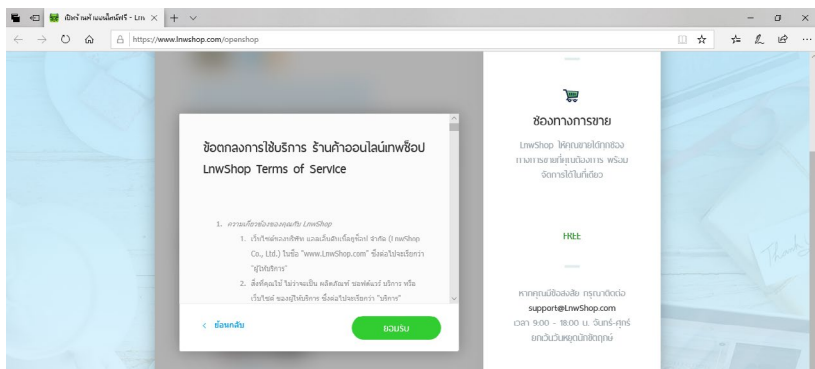 เปิดร้านค้าออนไลน์ฟรี - Ln
https://www.lnwshop.com/openshop
ข้อตกลงการใช้บริการ ร้านค้าออนไลน์เทพช็อป
LnwShop Terms of Service
1. ความเกี่ยวข้องของคุณกับ LnwShop
1. เว็บไซต์ของบริษัท แอลเอ็นดับเบิ้ลยูช็อป จำกัด (LnwShop
Co., Ltd.) ในชื่อ "www.LnwShop.com" ซึ่งต่อไปจะเรียกว่า
"ผู้ให้บริการ"
2. สิ่งที่คุณใช้ ไม่ว่าจะเป็น ผลิตภัณฑ์ ซอฟต์แวร์ บริการ หรือ
เว็บไซต์ ของผู้ให้บริการ ซึ่งต่อไปจะเรียกว่า "บริการ"
ย้อนกลับ
ยอมรับ
ช่องทางการขาย
LnwShop ให้คุณขายได้ทุกช่อง
ทางการขายที่คุณต้องการ พร้อม
จัดการได้ในที่เดียว
FREE
หากคุณมีข้อสงสัย กรุณาติดต่อ
support@LnwShop.com
เวลา 9:00 - 18:00 น. จันทร์-ศุกร์
ยกเว้นวันหยุดนักขัตฤกษ์